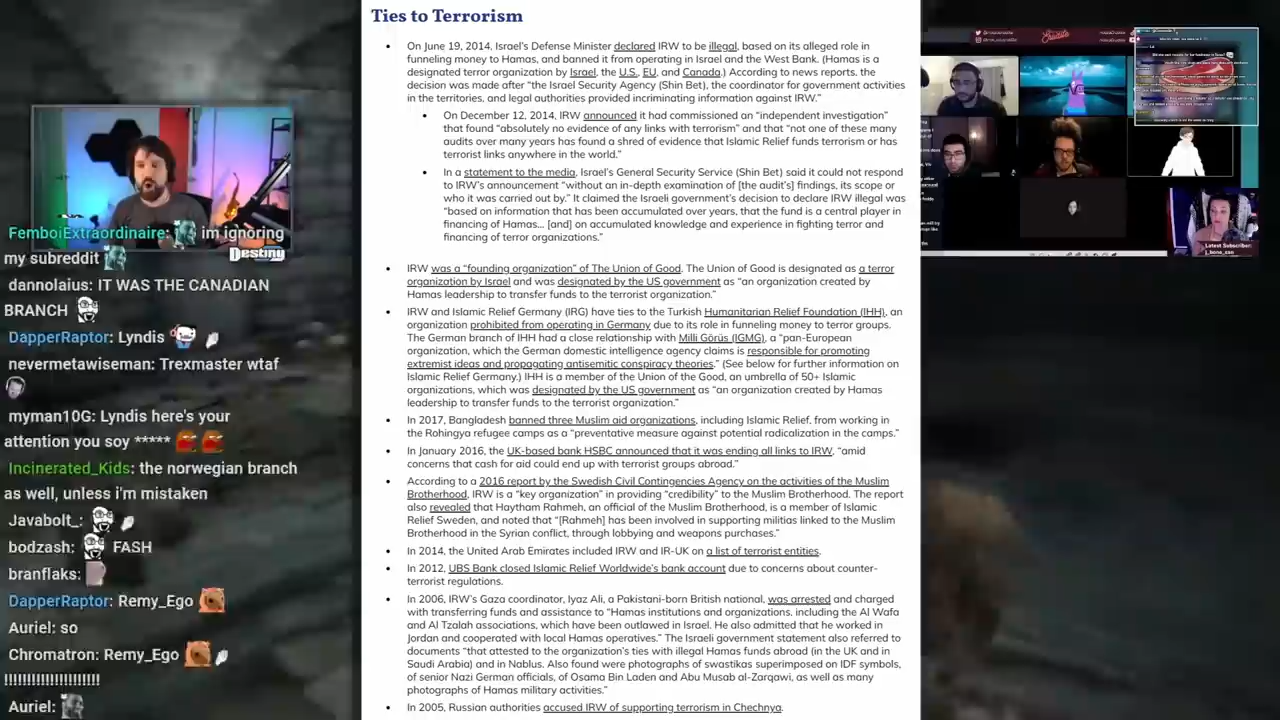 Ties to Terrorism
On June 19, 2014, Israel's Defense Minister declared IRW to be illegal, based on its alleged role in
funneling money to Hamas, and banned it from operating in Israel and the West Bank. (Hamas is a
designated terror organization by Israel, the U.S., EU, and Canada.) According to news reports, the
decision was made after “the Israel Security Agency (Shin Bet), the coordinator for government activities
in the territories, and legal authorities provided incriminating information against IRW.”
On December 12, 2014, IRW announced it had commissioned an “independent investigation”
that found “absolutely no evidence of any links with terrorism” and that “not one of these many
audits over many years has found a shred of evidence that Islamic Relief funds terrorism or has
terrorist links anywhere in the world.”
In a statement to the media, Israel's General Security Service (Shin Bet) said it could not respond
to IRW's announcement “without an in-depth examination of [the audit's] findings, its scope or
who it was carried out by.” It claimed the Israeli government's decision to declare IRW illegal was
“based on information that has been accumulated over years, that the fund is a central player in
financing of Hamas... [and] on accumulated knowledge and experience in fighting terror and
financing of terror organizations.”
IRW was a “founding organization” of The Union of Good. The Union of Good is designated as a terror
organization by Israel and was designated by the US government as “an organization created by
Hamas leadership to transfer funds to the terrorist organization.”
IRW and Islamic Relief Germany (IRG) have ties to the Turkish Humanitarian Relief Foundation (IHH), an
organization prohibited from operating in Germany due to its role in funneling money to terror groups.
The German branch of IHH had a close relationship with Milli Görüs (IGMG), a “pan-European
organization, which the German domestic intelligence agency claims is responsible for promoting
extremist ideas and propagating antisemitic conspiracy theories.” (See below for further information on
Islamic Relief Germany.) IHH is a member of the Union of the Good, an umbrella of 50+ Islamic
organizations, which was designated by the US government as “an organization created by Hamas
leadership to transfer funds to the terrorist organization.”
In 2017, Bangladesh banned three Muslim aid organizations, including Islamic Relief, from working in
the Rohingya refugee camps as a “preventative measure against potential radicalization in the camps.”
In January 2016, the UK-based bank HSBC announced that it was ending all links to IRW, “amid
concerns that cash for aid could end up with terrorist groups abroad.”
According to a 2016 report by the Swedish Civil Contingencies Agency on the activities of the Muslim
Brotherhood, IRW is a “key organization” in providing “credibility” to the Muslim Brotherhood. The report
also revealed that Haytham Rahmeh, an official of the Muslim Brotherhood, is a member of Islamic
Relief Sweden, and noted that “[Rahmeh] has been involved in supporting militias linked to the Muslim
Brotherhood in the Syrian conflict, through lobbying and weapons purchases.”
In 2014, the United Arab Emirates included IRW and IR-UK on a list of terrorist entities.
In 2012, UBS Bank closed Islamic Relief Worldwide's bank account due to concerns about counter-
terrorist regulations.
In 2006, IRW's Gaza coordinator, Iyaz Ali, a Pakistani-born British national, was arrested and charged
with transferring funds and assistance to “Hamas institutions and organizations, including the Al Wafa
and Al Tzalah associations, which have been outlawed in Israel. He also admitted that he worked in
Jordan and cooperated with local Hamas operatives.” The Israeli government statement also referred to
documents “that attested to the organization's ties with illegal Hamas funds abroad (in the UK and in
Saudi Arabia) and in Nablus. Also found were photographs of swastikas superimposed on IDF symbols,
of senior Nazi German officials, of Osama Bin Laden and Abu Musab al-Zarqawi, as well as many
photographs of Hamas military activities.”
In 2005, Russian authorities accused IRW of supporting terrorism in Chechnya.
Destiny
FemboiExtraordinaire: im ignoring
my subreddit
dannolaius: IT WAS THE CANADIAN
BRANCH
DapperRaptor: Lyndis
nevermetaniseman: Trexmaster wtaf
myman10G: Lyndis here's your
attention you say *****
Incinerated_Kids: the norwegian branch
as well, unless i'm mistaken
Javabolt_:
bodzash: FASH
branflaks:
DapperRaptor: Remy_Ego
Auriel: so
Chromatron: Remy_Ego
!!!!!!!!!!!!!!!!!!!!
Auriel:
Latest Subscriber:
j_bone_san